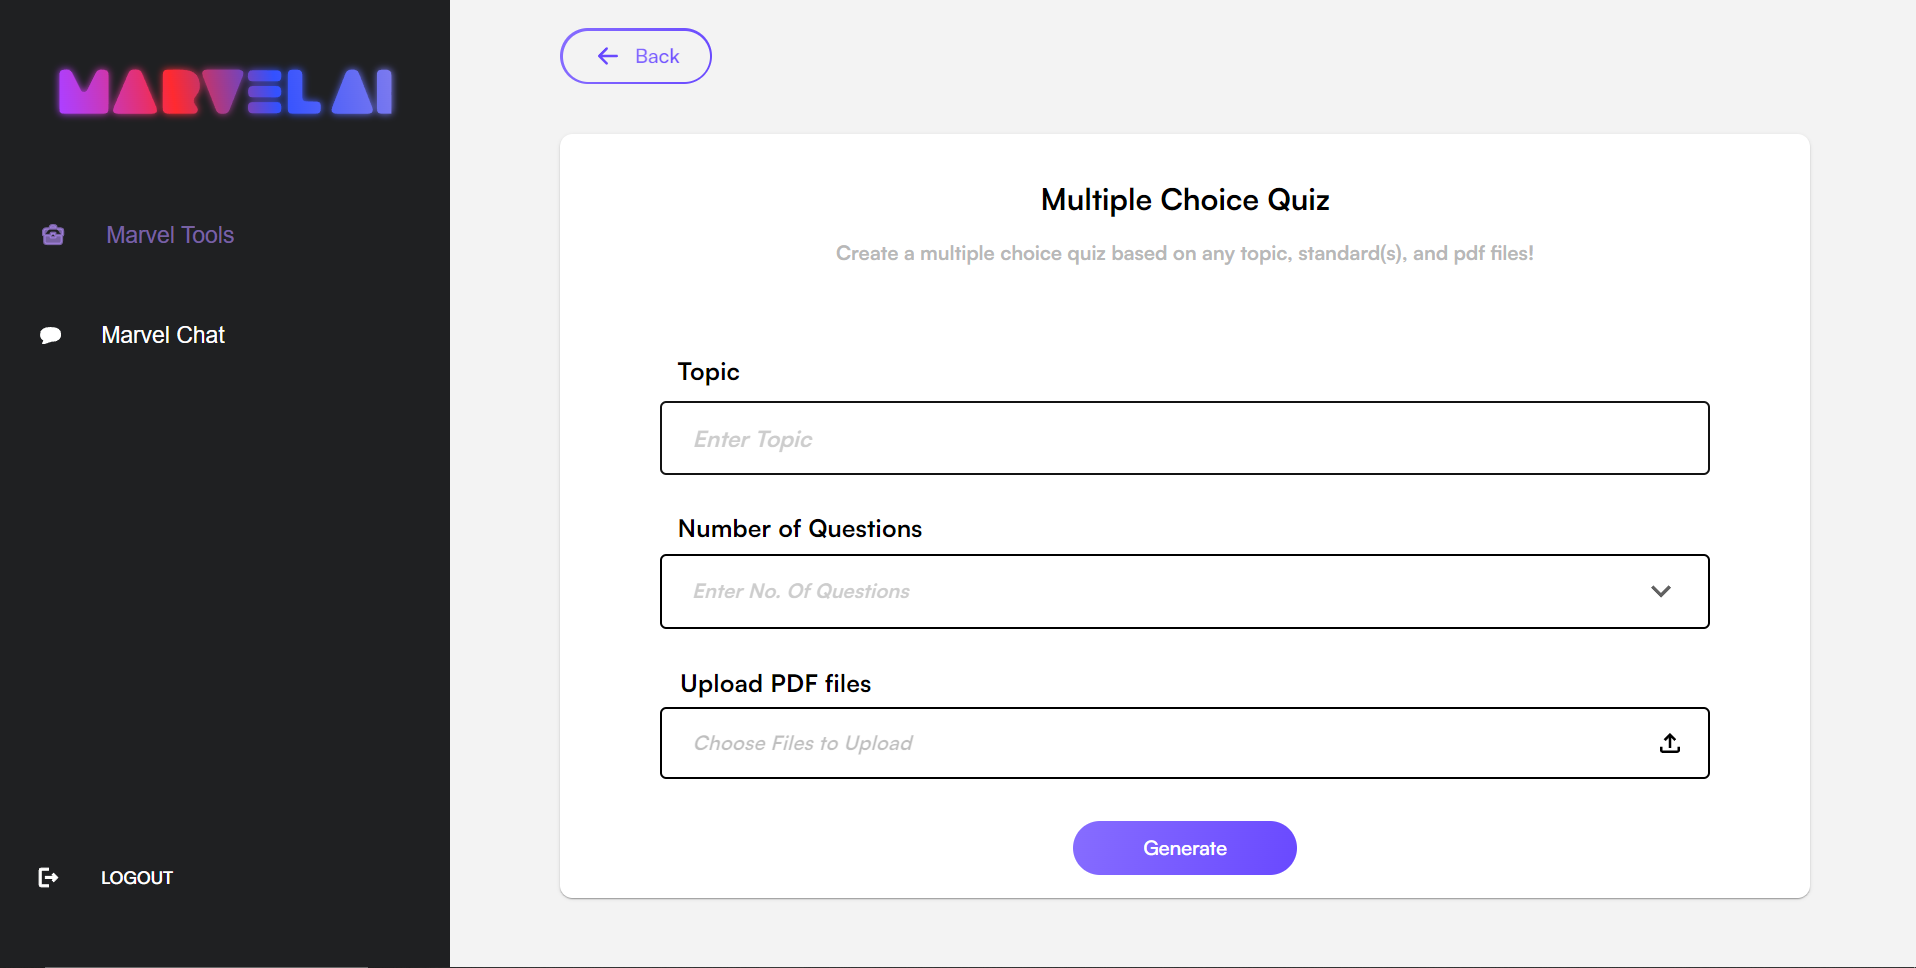 MARVEL AI
Marvel Tools
Marvel Chat
LOGOUT
Back
Multiple Choice Quiz
Create a multiple choice quiz based on any topic, standard(s), and pdf files!
Topic
Enter Topic
Number of Questions
Enter No. Of Questions
Upload PDF files
Choose Files to Upload
Generate